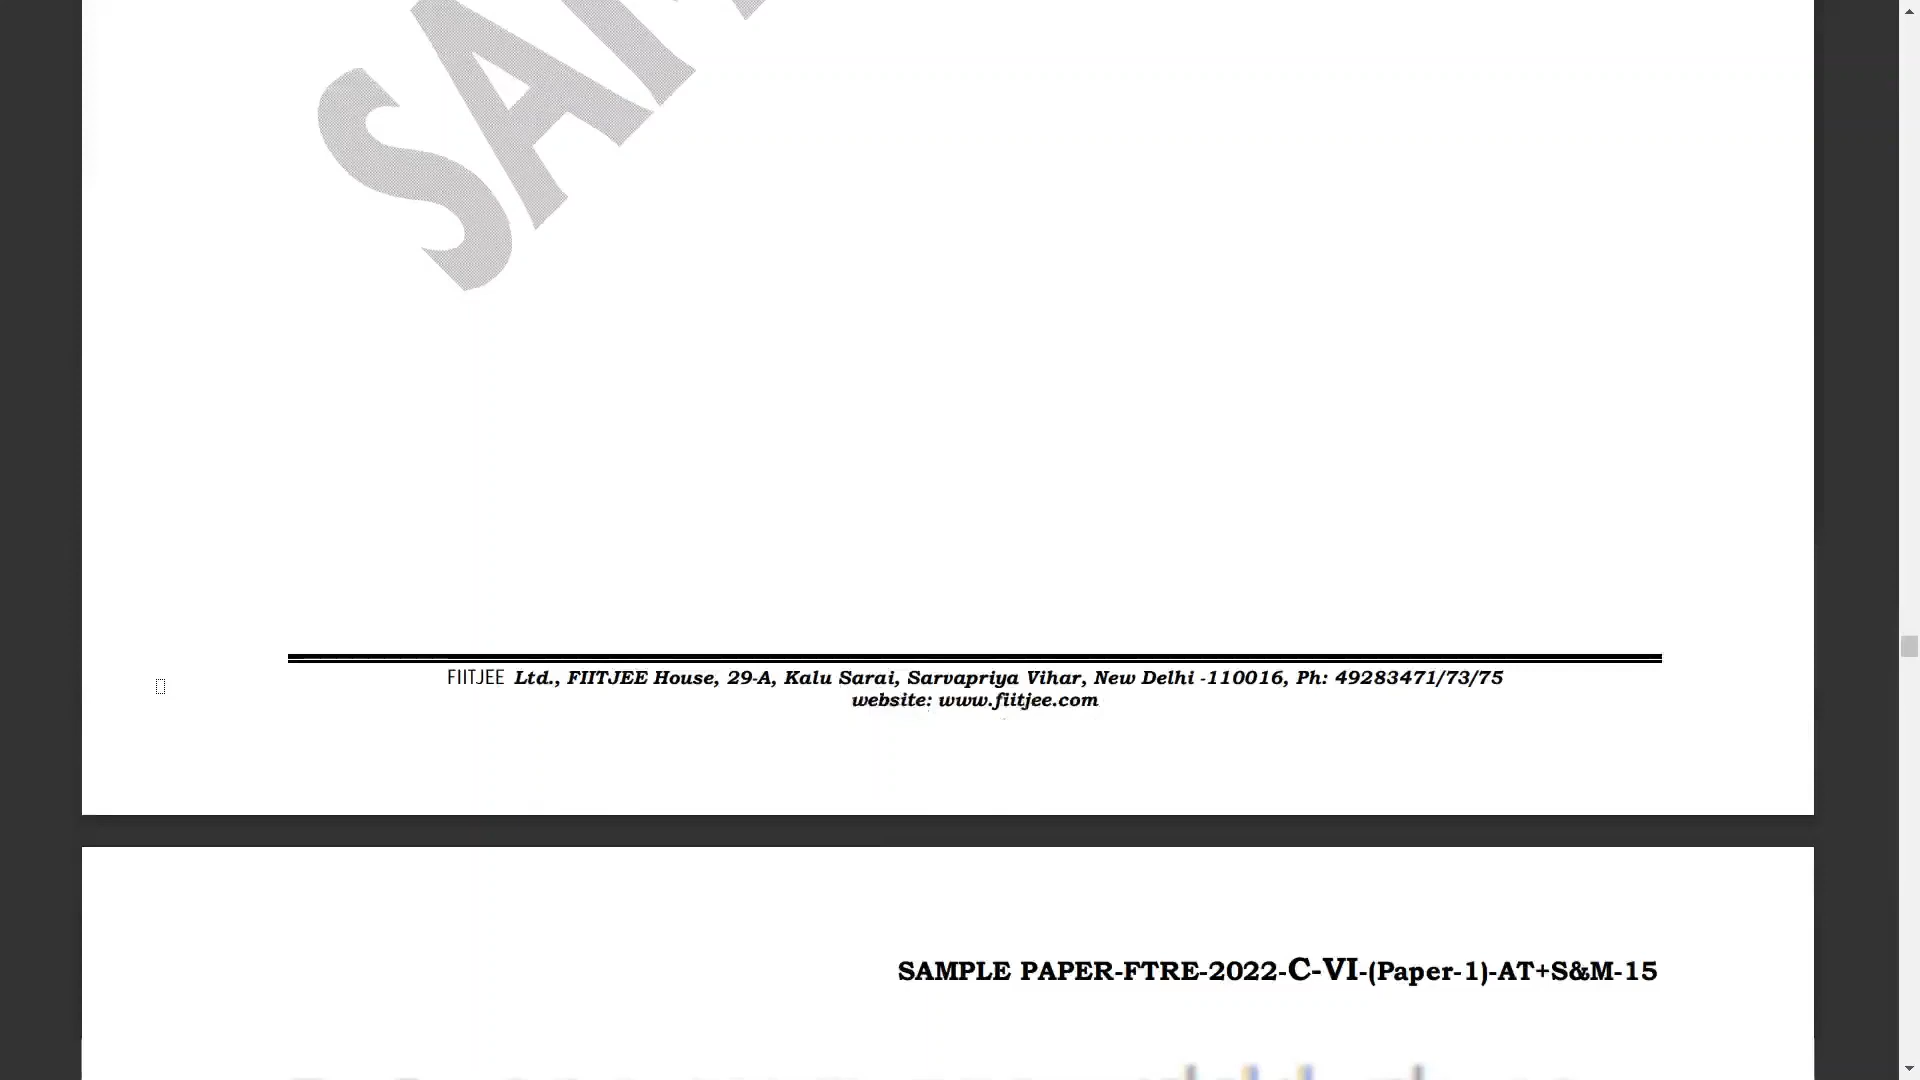 SAM
FIITJEE Ltd., FIITJEE House, 29-A, Kalu Sarai, Sarvapriya Vihar, New Delhi -110016, Ph: 49283471/73/75
website: www.fiitjee.com
SAMPLE PAPER-FTRE-2022-C-VI-(Paper-1)-AT+S&M-15